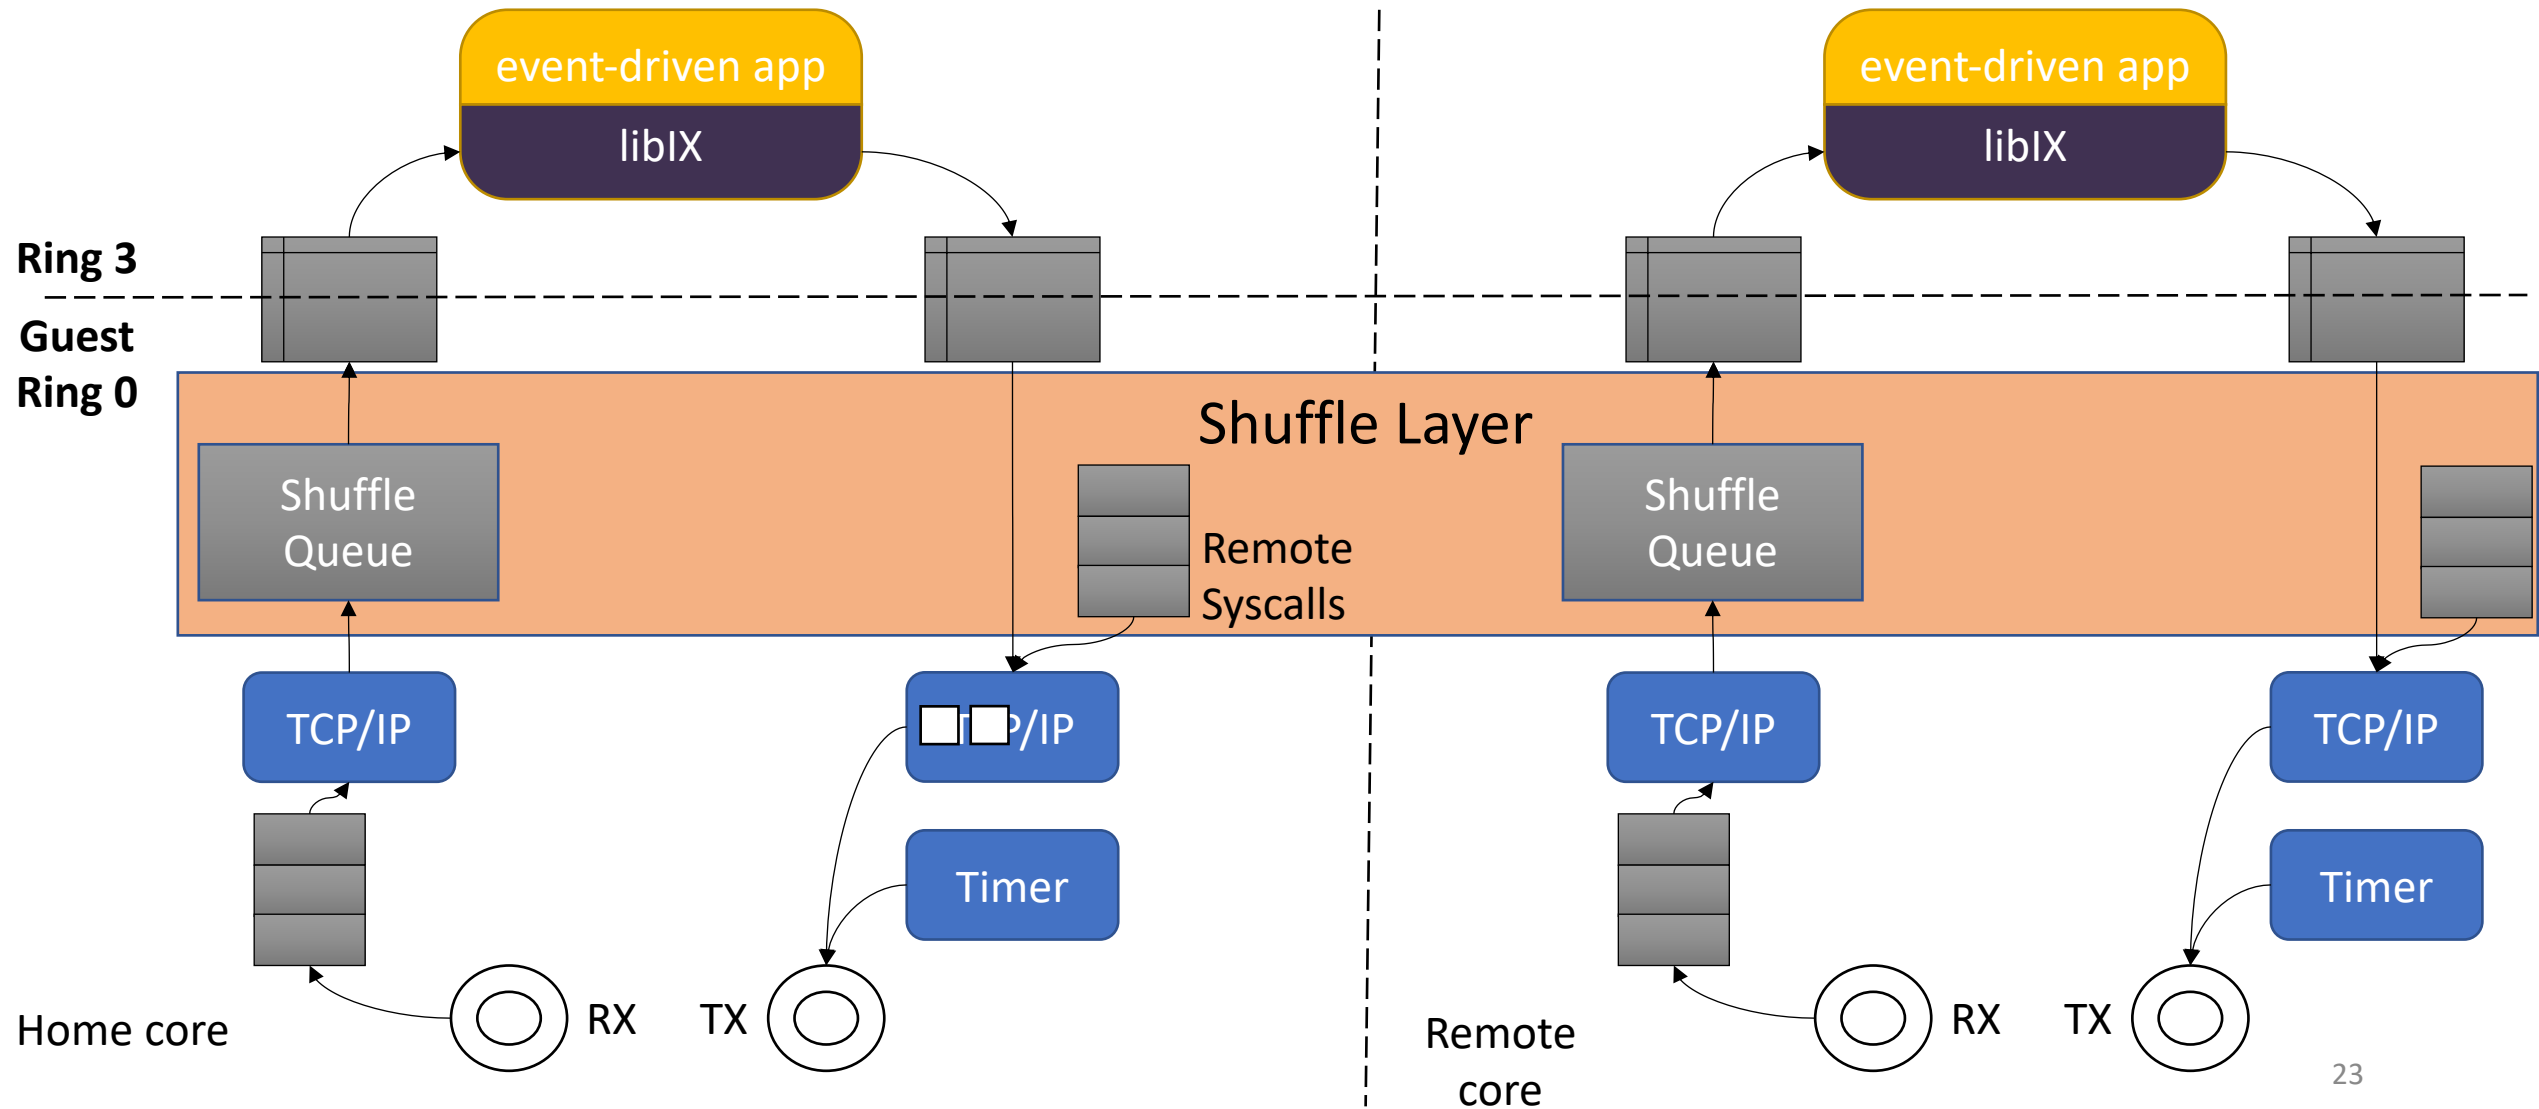 event-driven app
libIX
event-driven app
libIX
Ring 3
Guest
Ring 0
Shuffle Layer
Shuffle
Queue
Remote
Syscalls
Shuffle
Queue
TCP/IP
P/IP
TCP/IP
TCP/IP
Timer
Timer
Home core
RX
TX
Remote
core
RX
TX
23